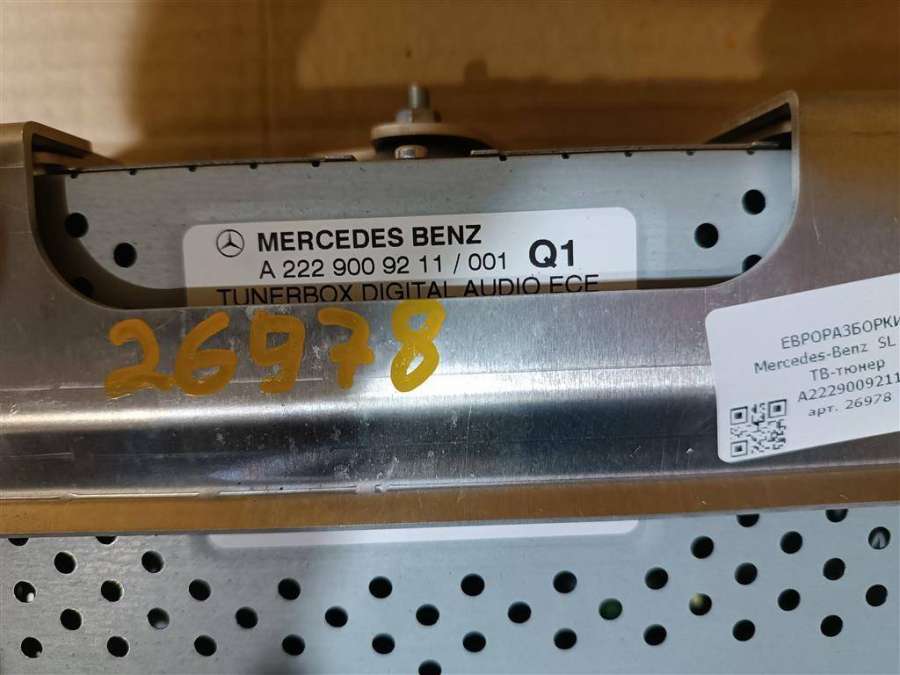 MERCEDES BENZ
A 222 900 92 11 / 001 Q1
TUNERBOX DIGITAL AUDIO ECE
26978
ЕВРОРАЗБОРКИ
Mercedes-Benz SL
ТВ-тюнер
A2229009211
арт. 26978